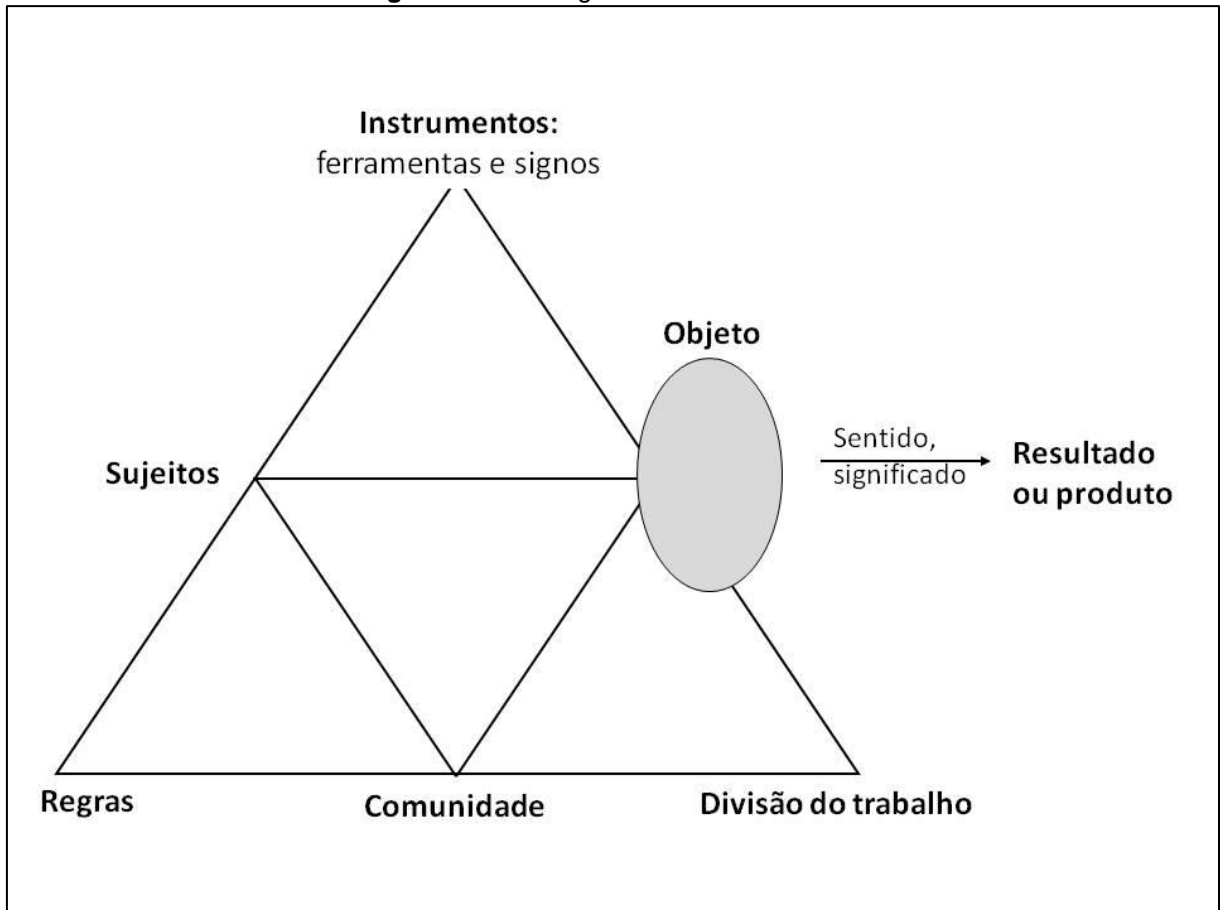 Instrumentos:
ferramentas e signos
Objeto
Sujeitos
Sentido,
significado
Resultado
ou produto
Regras
Comunidade
Divisão do trabalho